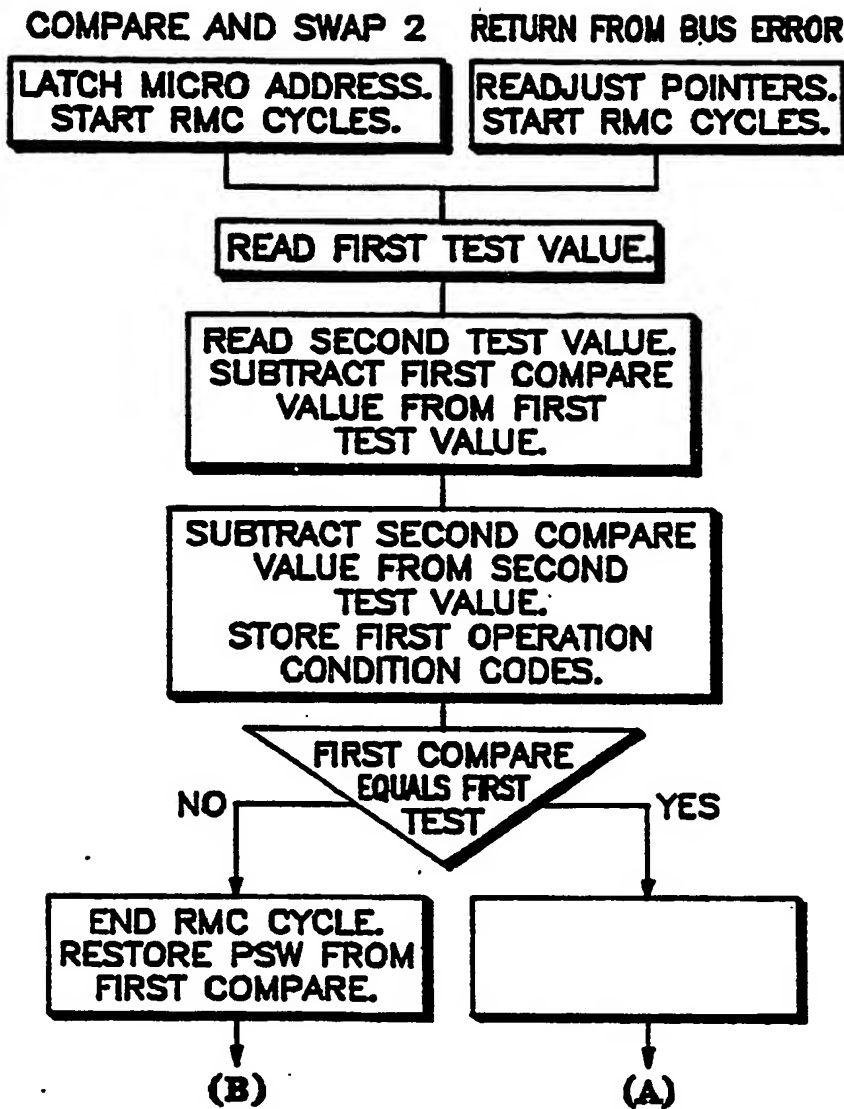 COMPARE AND SWAP 2
RETURN FROM BUS ERROR
LATCH MICRO ADDRESS.
START RMC CYCLES.
READJUST POINTERS.
START RMC CYCLES.
READ FIRST TEST VALUE.
READ SECOND TEST VALUE.
SUBTRACT FIRST COMPARE
VALUE FROM FIRST
TEST VALUE.
SUBTRACT SECOND COMPARE
VALUE FROM SECOND
TEST VALUE.
STORE FIRST OPERATION
CONDITION CODES.
FIRST COMPARE
EQUALS FIRST
TEST
NO
YES
END RMC CYCLE.
RESTORE PSW FROM
FIRST COMPARE.
(B)
(A)